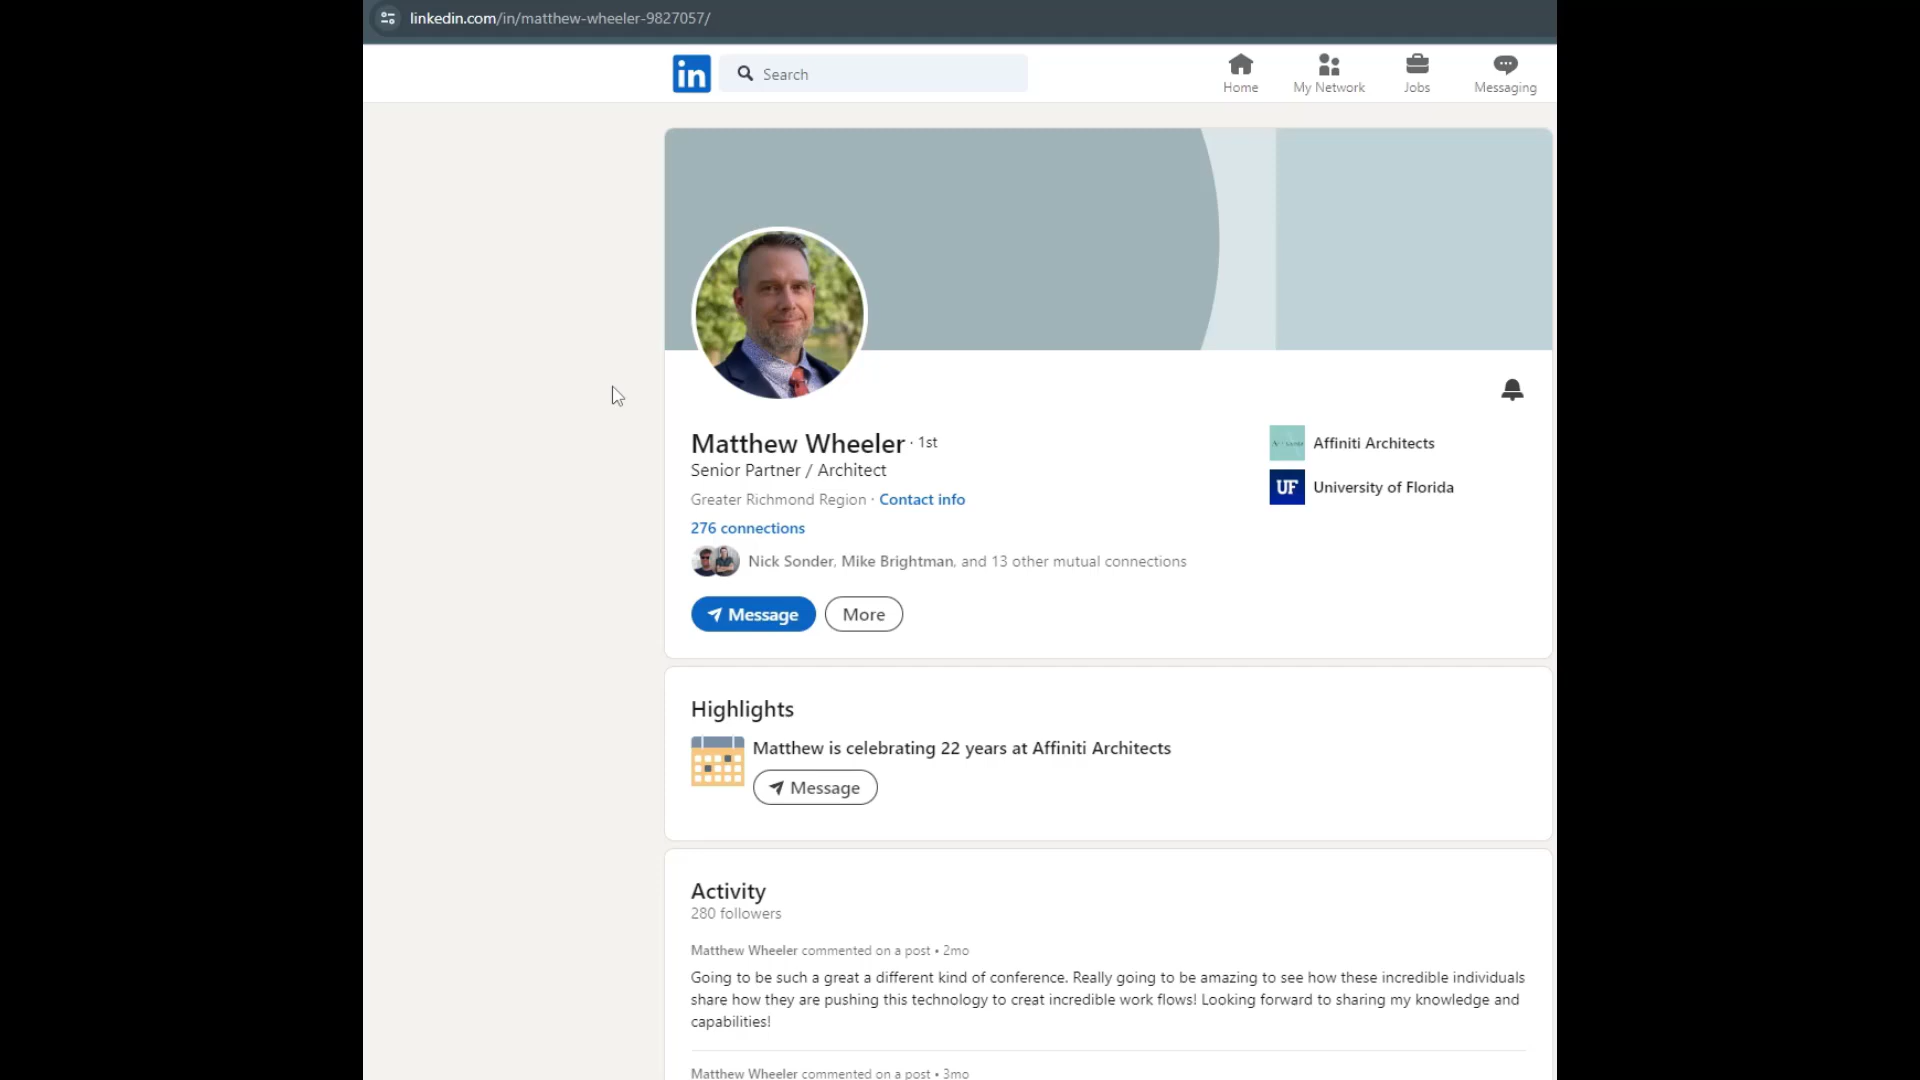 linkedin.com/in/matthew-wheeler-9827057/
in
Search
Home
My Network
Jobs
Messaging
Matthew Wheeler · 1st
Senior Partner / Architect
Greater Richmond Region · Contact info
276 connections
Nick Sonder, Mike Brightman, and 13 other mutual connections
Message
More
Affiniti Architects
UF University of Florida
Highlights
Matthew is celebrating 22 years at Affiniti Architects
Message
Activity
280 followers
Matthew Wheeler commented on a post • 2mo
Going to be such a great a different kind of conference. Really going to be amazing to see how these incredible individuals
share how they are pushing this technology to creat incredible work flows! Looking forward to sharing my knowledge and
capabilities!
Matthew Wheeler commented on a post • 3mo